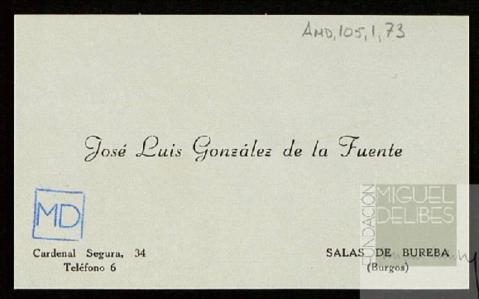 AMD,105,1,73
José Luis González de la Fuente
MD
Cardenal Segura, 34
Teléfono 6
SALAS DE BUREBA
(Burgos)
FUNDACIÓN
MIGUEL
DELIBES